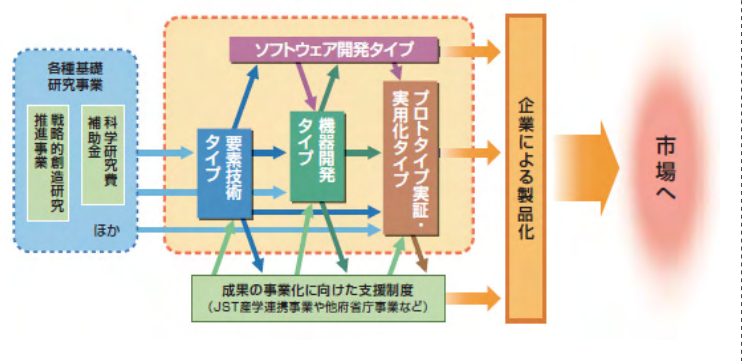 ソフトウェア開発タイプ
各種基礎
研究事業
戦略的創造研究
推進事業
科学研究費
補助金
ほか
要素技術
タイプ
機器開発
タイプ
プロトタイプ実証・
実用化タイプ
成果の事業化に向けた支援制度
（JST産学連携事業や他府省庁事業など）
企業による製品化
市場へ